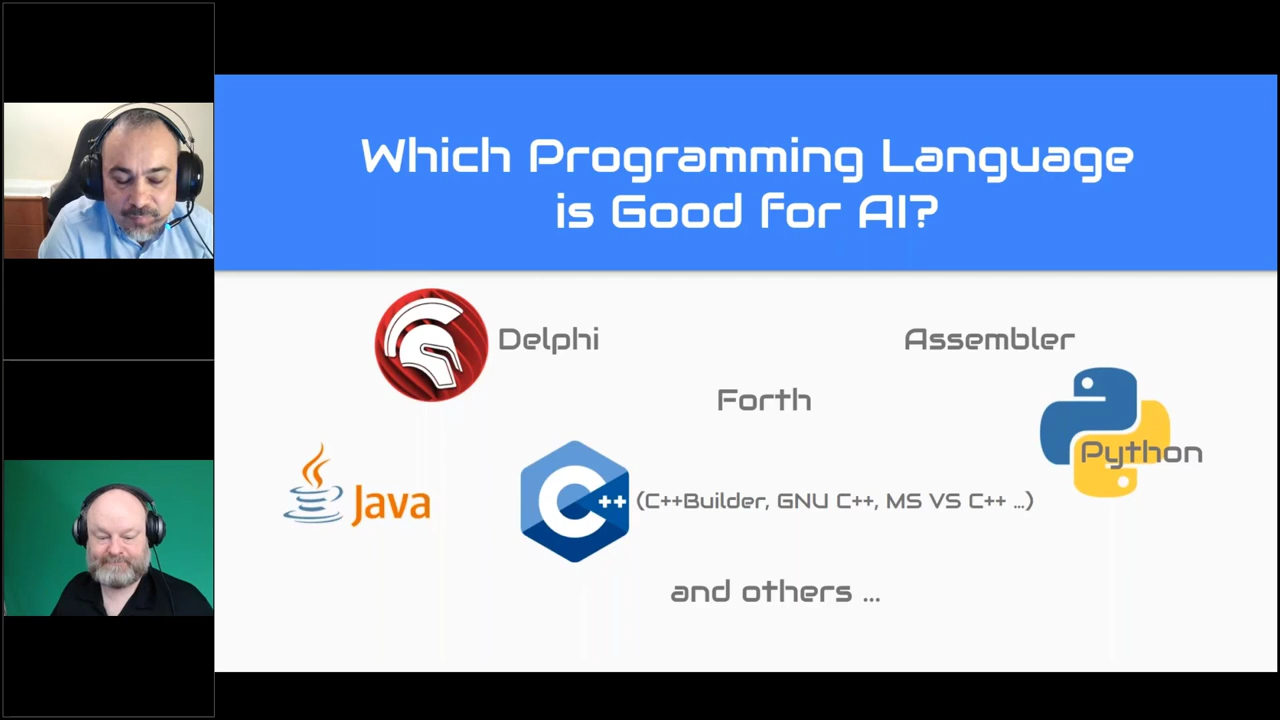 Which Programming Language
is Good for AI?
Delphi
Assembler
Forth
Python
Java
C++ (C++Builder, GNU C++, MS VS C++ ...)
and others ...